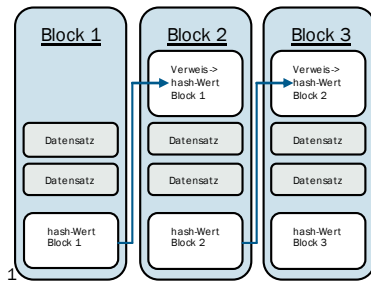 Block 1
Datensatz
Datensatz
hash-Wert
Block 1
Block 2
Verweis->
hash-Wert
Block 1
Datensatz
Datensatz
hash-Wert
Block 2
Block 3
Verweis->
hash-Wert
Block 2
Datensatz
Datensatz
hash-Wert
Block 3
1